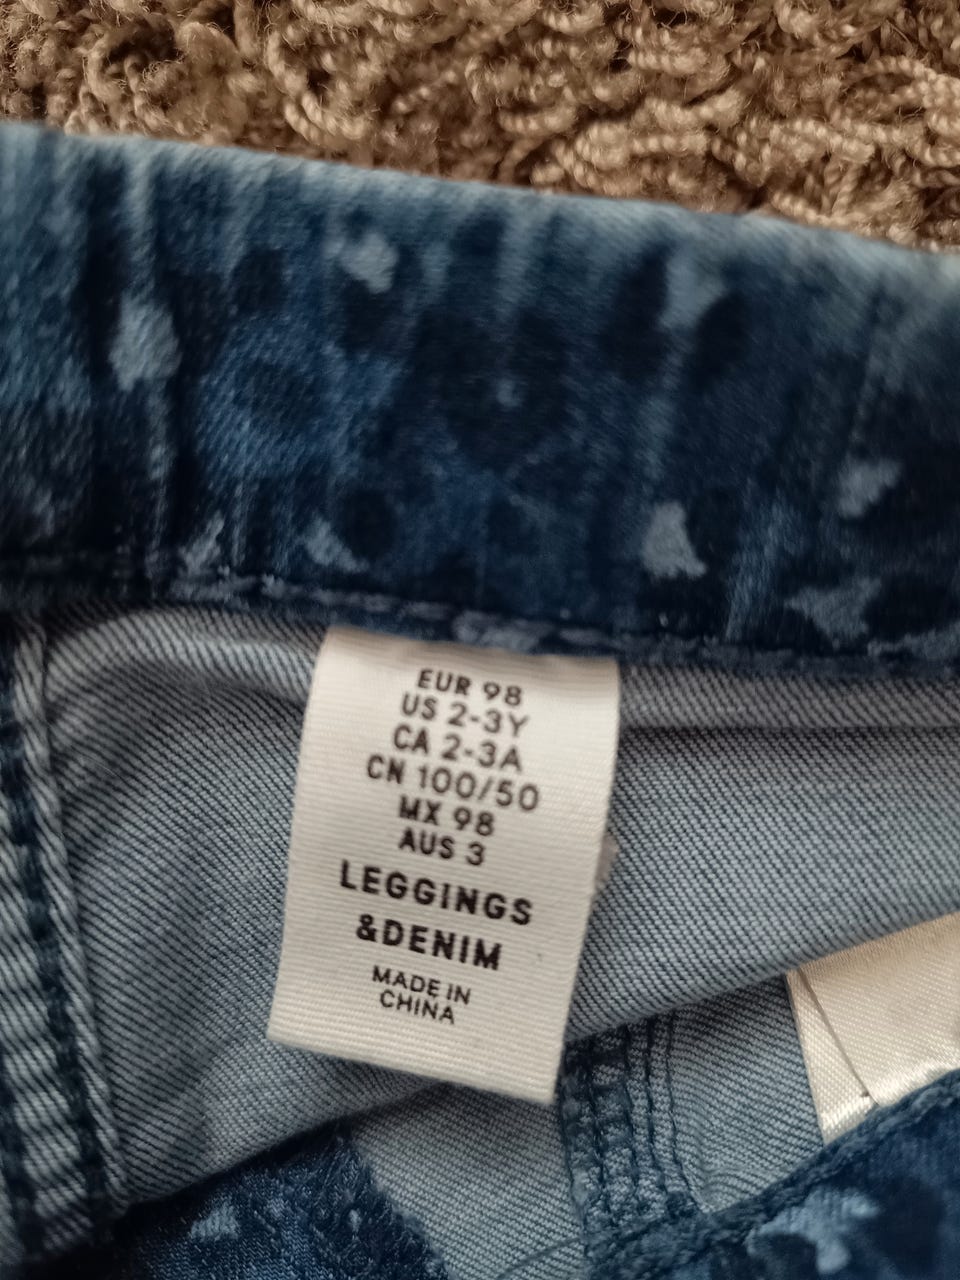 EUR 98
US 2-3Y
CA 2-3A
CN 100/50
MX 98
AUS 3
LEGGINGS
&DENIM
MADE IN
CHINA